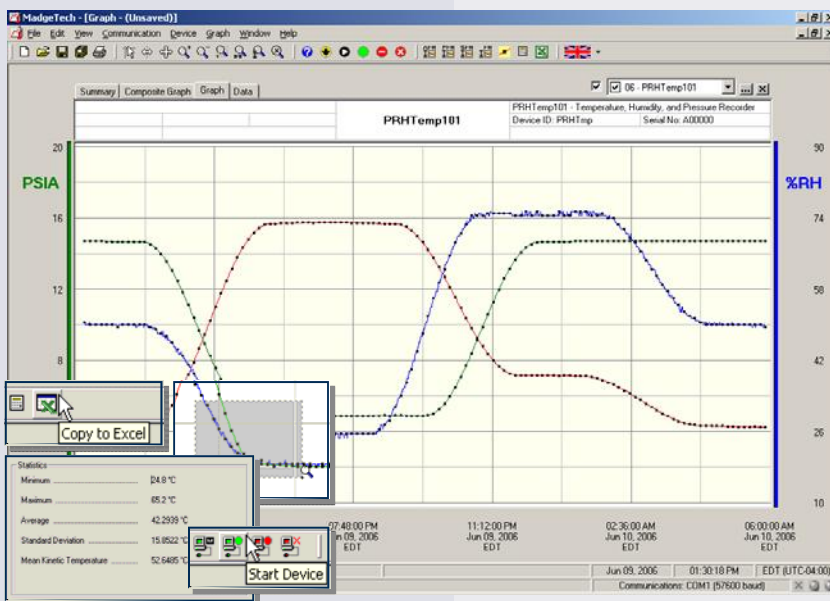 MadgeTech - [Graph - (Unsaved)]
File Edit View Communication Device Graph Window Help
Summary Composite Graph Graph Data
06 - PRHTemp101
PRHTemp101
PRHTemp101 - Temperature, Humidity, and Pressure Recorder
Device ID: PRHTmp Serial No: A00000
20
90
PSIA
%RH
16
74
12
58
8
42
26
10
Copy to Excel
Statistics
Minimum 24.8 °C
Maximum 65.2 °C
Average 42.2939 °C
Standard Deviation 15.8522 °C
Mean Kinetic Temperature 52.6485 °C
Start Device
07:48:00 PM 11:12:00 PM 02:36:00 AM 06:00:00 AM
Jun 09, 2006 Jun 10, 2006 Jun 10, 2006
EDT EDT EDT EDT
Jun 09, 2006 01:30:18 PM EDT (UTC-04:00)
Communications: COM1 (57600 baud)